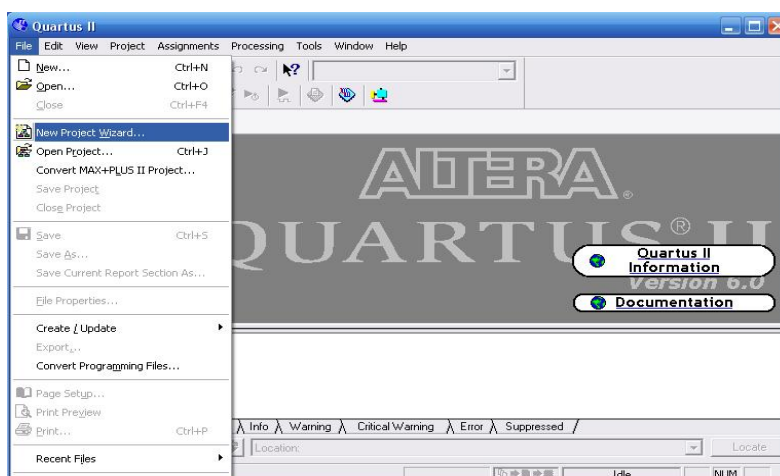 Quartus II
File Edit View Project Assignments Processing Tools Window Help
New... Ctrl+N
Open... Ctrl+O
Close Ctrl+F4
New Project Wizard...
Open Project... Ctrl+J
Convert MAX+PLUS II Project...
Save Project
Close Project
Save Ctrl+S
Save As...
Save Current Report Section As...
File Properties...
Create / Update
Export...
Convert Programming Files...
Page Setup...
Print Preview
Print... Ctrl+P
Recent Files
ALTERA®
QUARTUS® II
Quartus II
Information
Version 6.0
Documentation
Info Warning Critical Warning Error Suppressed
Location: Locate
Idle NUM